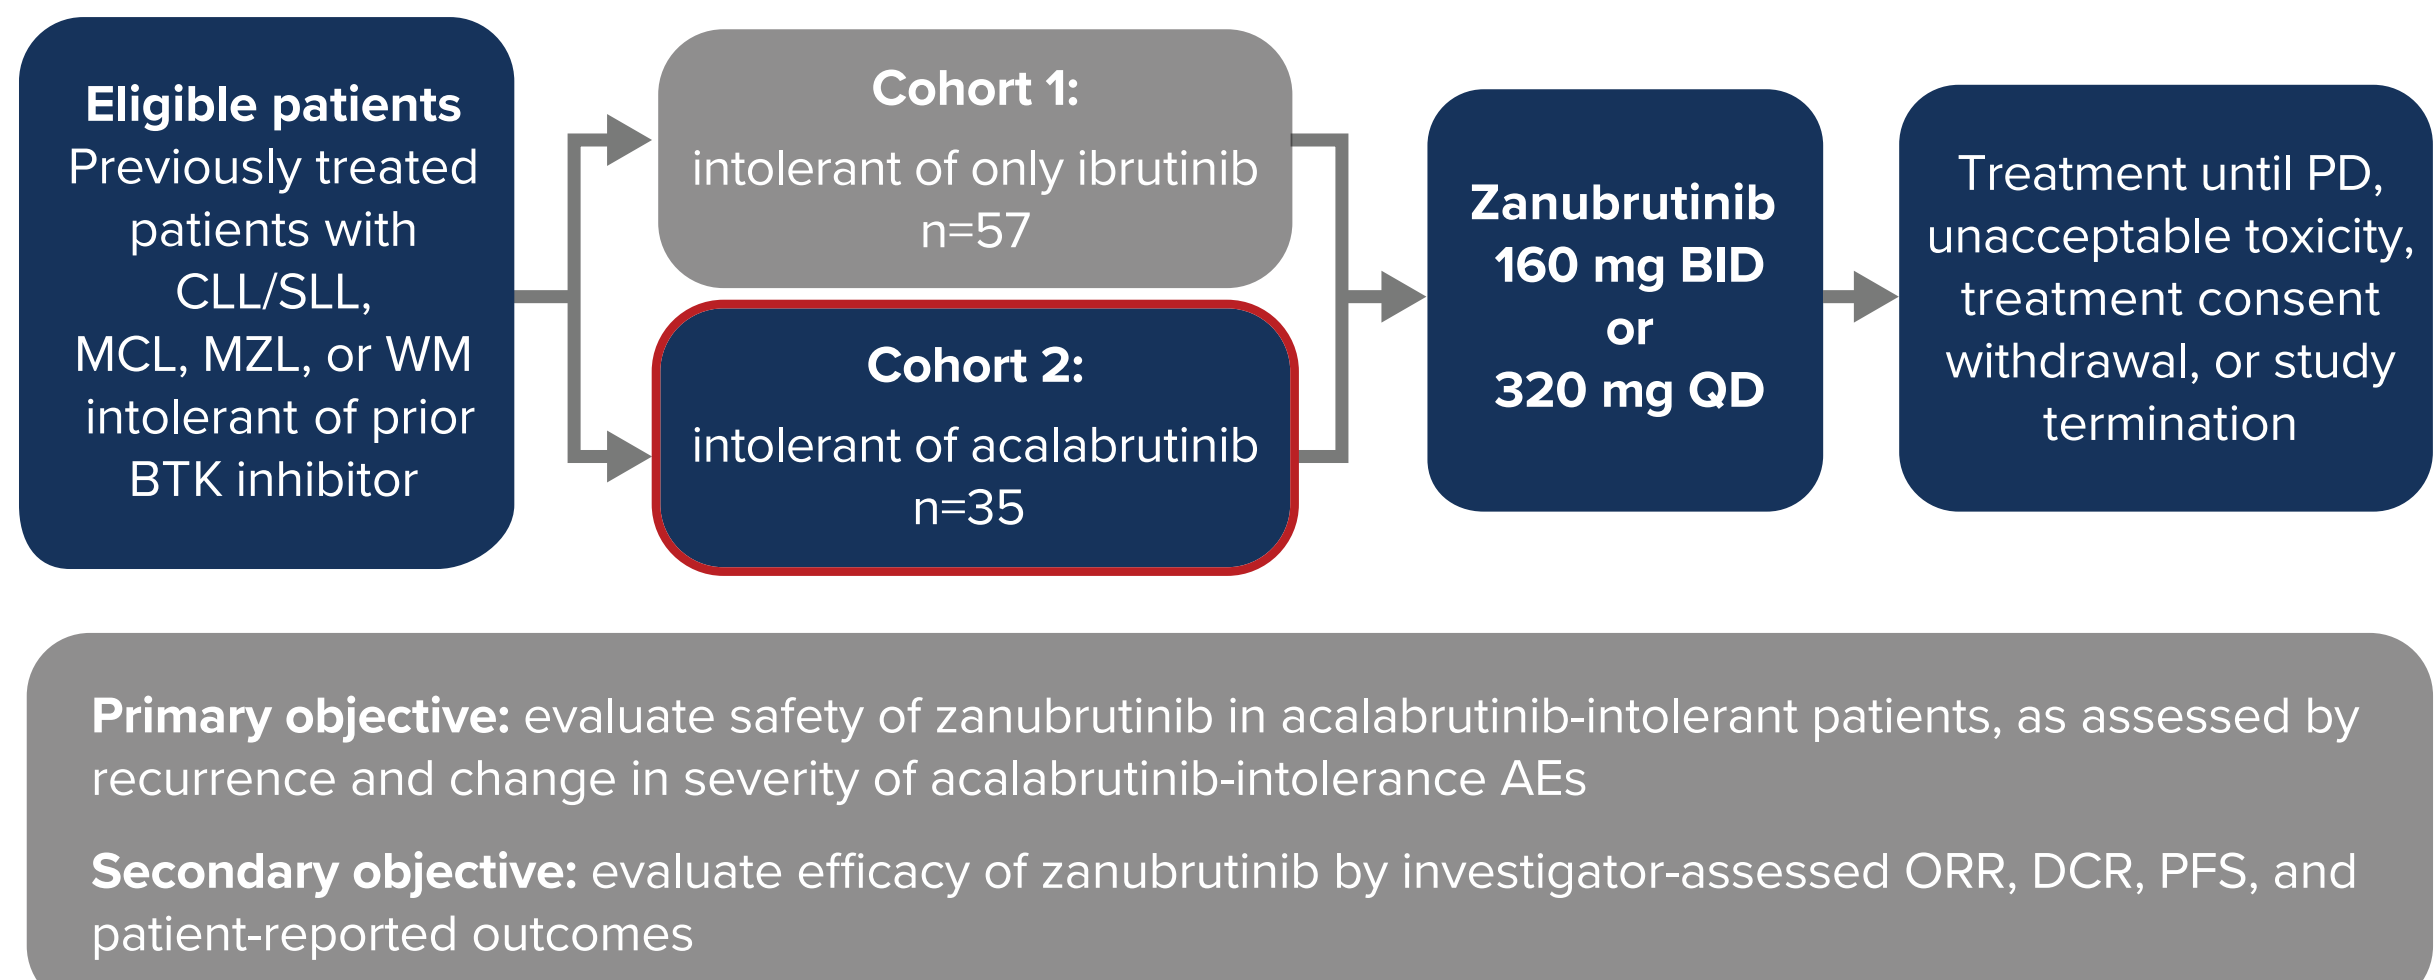 Eligible patients
Previously treated
patients with
CLL/SLL,
MCL, MZL, or WM
intolerant of prior
BTK inhibitor
Cohort 1:
intolerant of only ibrutinib
n=57
Cohort 2:
intolerant of acalabrutinib
n=35
Zanubrutinib
160 mg BID
or
320 mg QD
Treatment until PD,
unacceptable toxicity,
treatment consent
withdrawal, or study
termination
Primary objective: evaluate safety of zanubrutinib in acalabrutinib-intolerant patients, as assessed by
recurrence and change in severity of acalabrutinib-intolerance AEs
Secondary objective: evaluate efficacy of zanubrutinib by investigator-assessed ORR, DCR, PFS, and
patient-reported outcomes